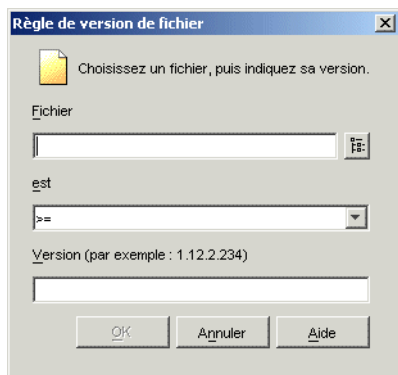 Règle de version de fichier
Choisissez un fichier, puis indiquez sa version.
Fichier
est
>=
Version (par exemple : 1.12.2.234)
OK Annuler Aide